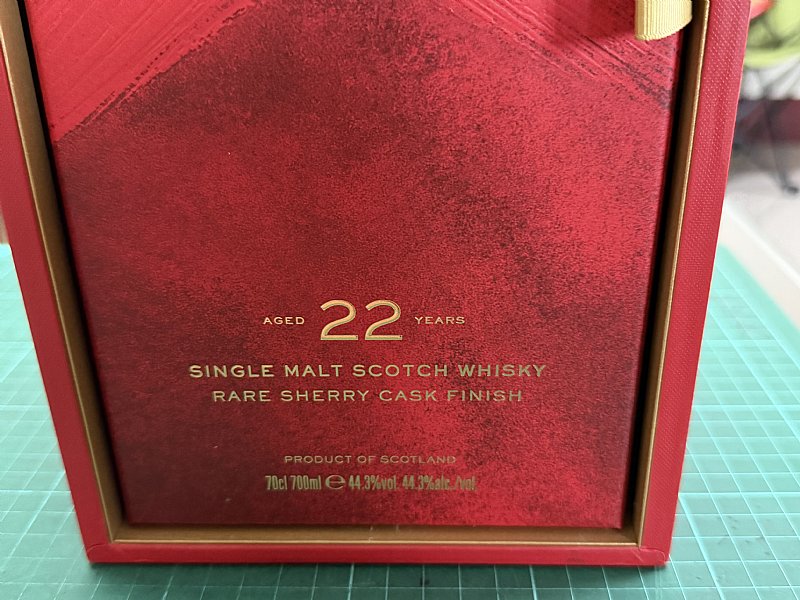 AGED 22 YEARS
SINGLE MALT SCOTCH WHISKY
RARE SHERRY CASK FINISH
PRODUCT OF SCOTLAND
70cl 700ml ℮ 44.3%vol. 44.3%alc./vol